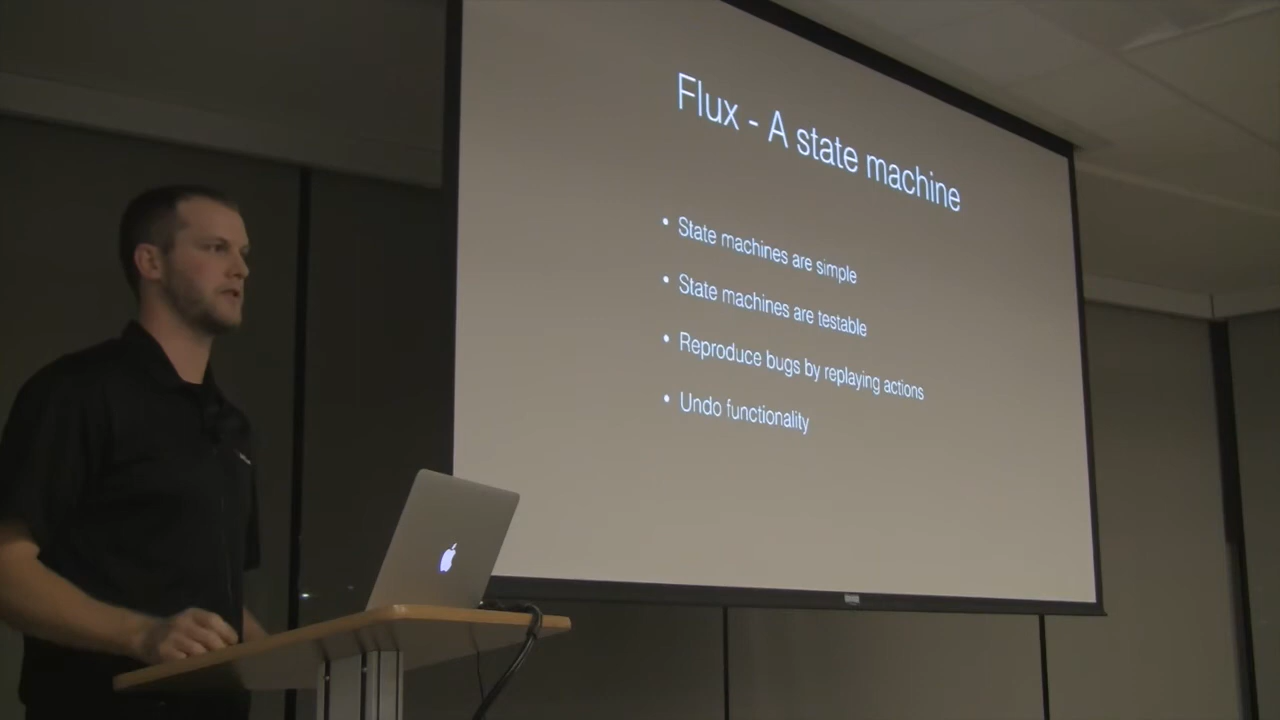 Flux - A state machine
• State machines are simple
• State machines are testable
• Reproduce bugs by replaying actions
• Undo functionality